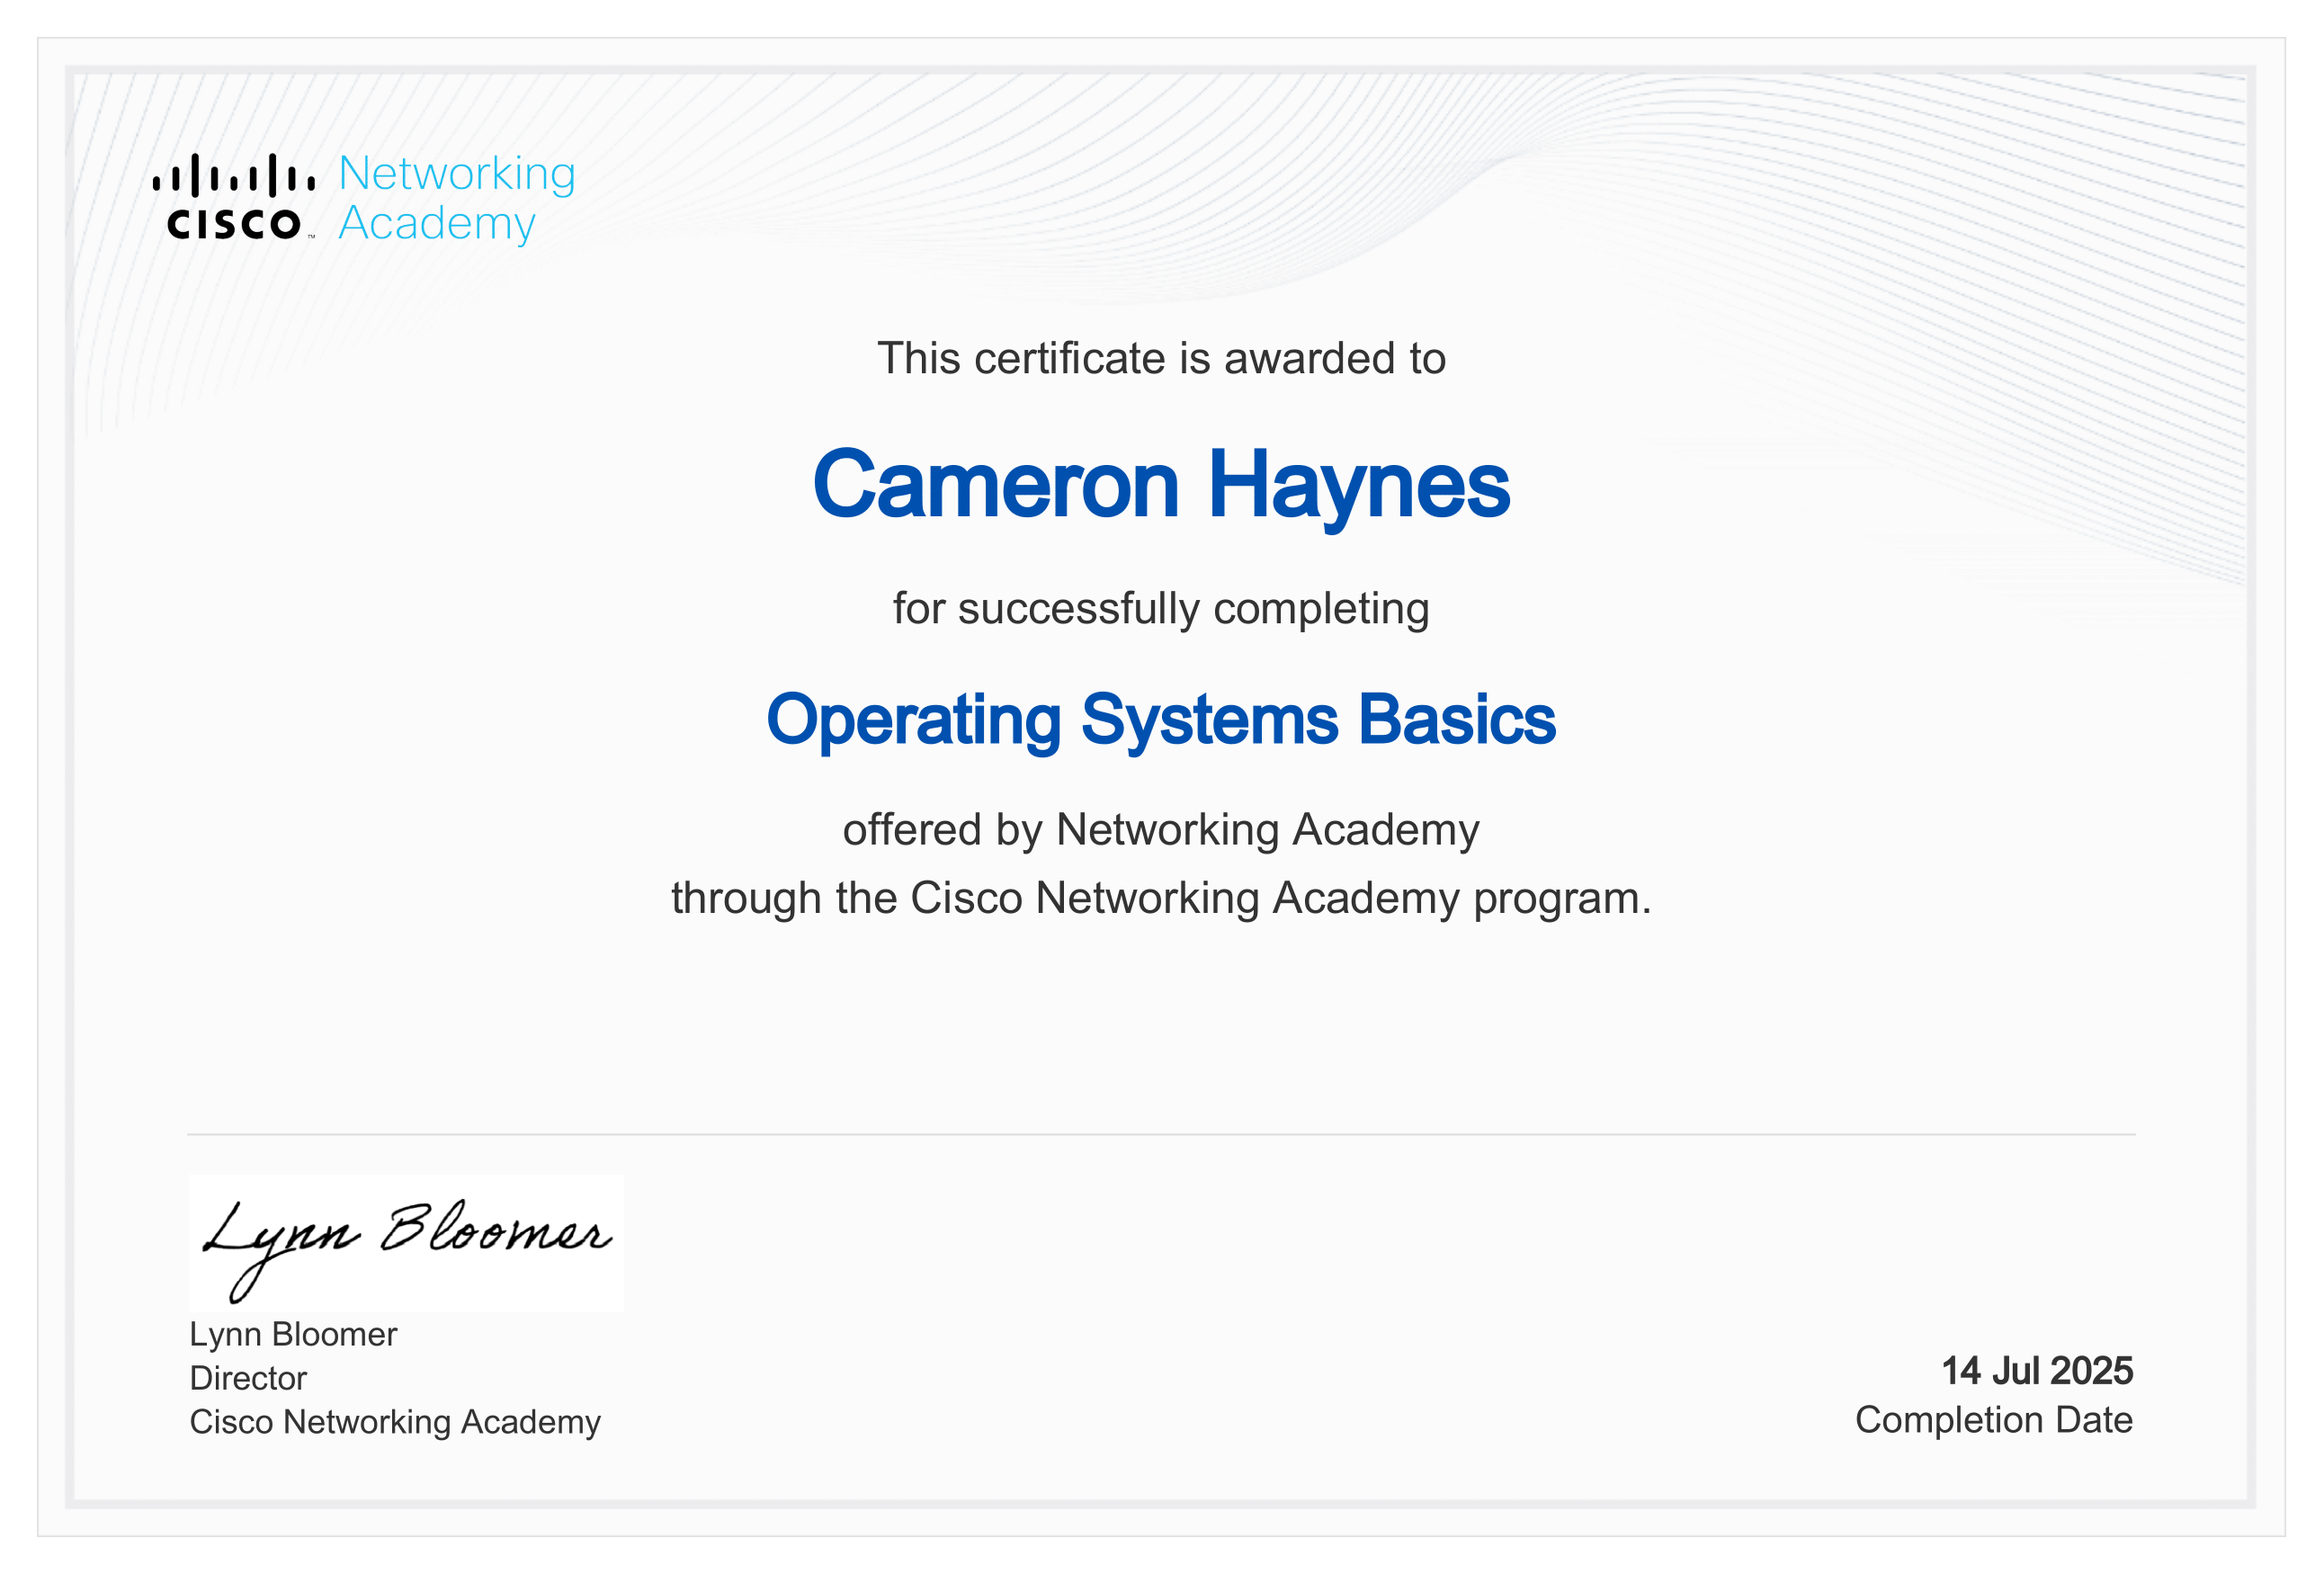 Networking
Academy
CISCO™
This certificate is awarded to
Cameron Haynes
for successfully completing
Operating Systems Basics
offered by Networking Academy
through the Cisco Networking Academy program.
Lynn Bloomer
Lynn Bloomer
Director
Cisco Networking Academy
14 Jul 2025
Completion Date